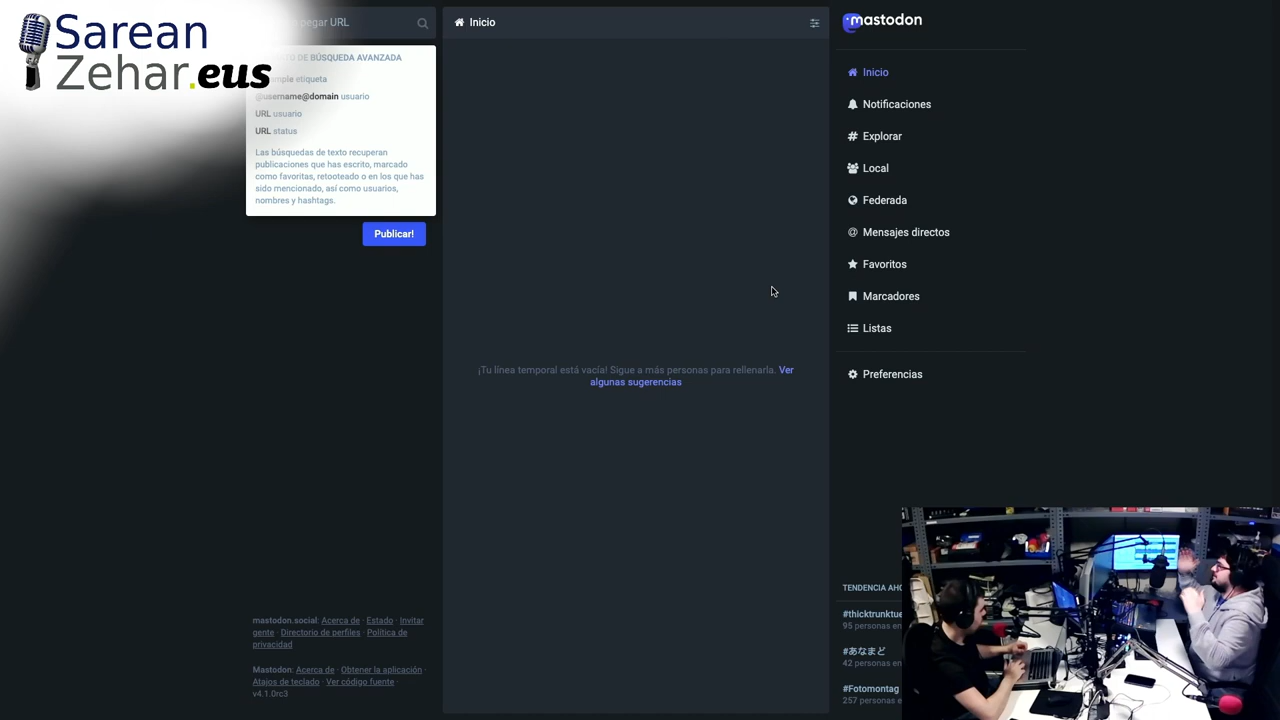 Sarean
Zehar.eus
pegar URL
DE BÚSQUEDA AVANZADA
etiqueta
@username@domain usuario
URL usuario
URL status
Las búsquedas de texto recuperan
publicaciones que has escrito, marcado
como favoritas, retooteado o en los que has
sido mencionado, así como usuarios,
nombres y hashtags.
Publicar!
mastodon.social: Acerca de · Estado · Invitar
gente · Directorio de perfiles · Política de
privacidad
Mastodon: Acerca de · Obtener la aplicación ·
Atajos de teclado · Ver código fuente ·
v4.1.0rc3
Inicio
¡Tu línea temporal está vacía! Sigue a más personas para rellenarla. Ver
algunas sugerencias
mastodon
Inicio
Notificaciones
Explorar
Local
Federada
Mensajes directos
Favoritos
Marcadores
Listas
Preferencias
TENDENCIA AHO
#thicktrunktue
95 personas en
#あなまど
42 personas en
#Fotomontag
257 personas en